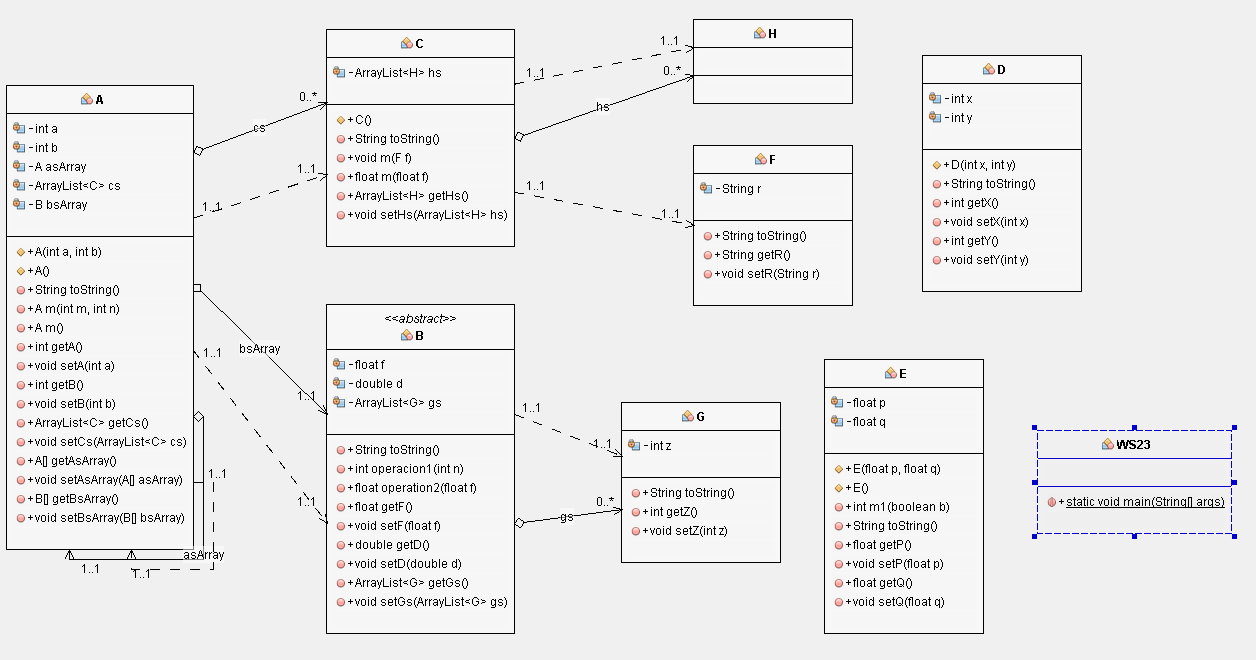 A
- int a
- int b
- A asArray
- ArrayList<C> cs
- B bsArray
+ A(int a, int b)
+ A()
+ String toString()
+ A m(int m, int n)
+ A m()
+ int getA()
+ void setA(int a)
+ int getB()
+ void setB(int b)
+ ArrayList<C> getCs()
+ void setCs(ArrayList<C> cs)
+ A[] getAsArray()
+ void setAsArray(A[] asArray)
+ B[] getBsArray()
+ void setBsArray(B[] bsArray)
cs
0..*
1..1
1..1
bsArray
1..1
1..1
1..1
1..1
asArray
1..1
1..1
C
- ArrayList<H> hs
+ C()
+ String toString()
+ void m(F f)
+ float m(float f)
+ ArrayList<H> getHs()
+ void setHs(ArrayList<H> hs)
1..1
1..1
hs
0..*
1..1
1..1
<<abstract>>
B
- float f
- double d
- ArrayList<G> gs
+ String toString()
+ int operacion1(int n)
+ float operation2(float f)
+ float getF()
+ void setF(float f)
+ double getD()
+ void setD(double d)
+ ArrayList<G> getGs()
+ void setGs(ArrayList<G> gs)
1..1
1..1
gs
0..*
H
F
- String r
+ String toString()
+ String getR()
+ void setR(String r)
G
- int z
+ String toString()
+ int getZ()
+ void setZ(int z)
D
- int x
- int y
+ D(int x, int y)
+ String toString()
+ int getX()
+ void setX(int x)
+ int getY()
+ void setY(int y)
E
- float p
- float q
+ E(float p, float q)
+ E()
+ int m1(boolean b)
+ String toString()
+ float getP()
+ void setP(float p)
+ float getQ()
+ void setQ(float q)
WS23
+ static void main(String[] args)